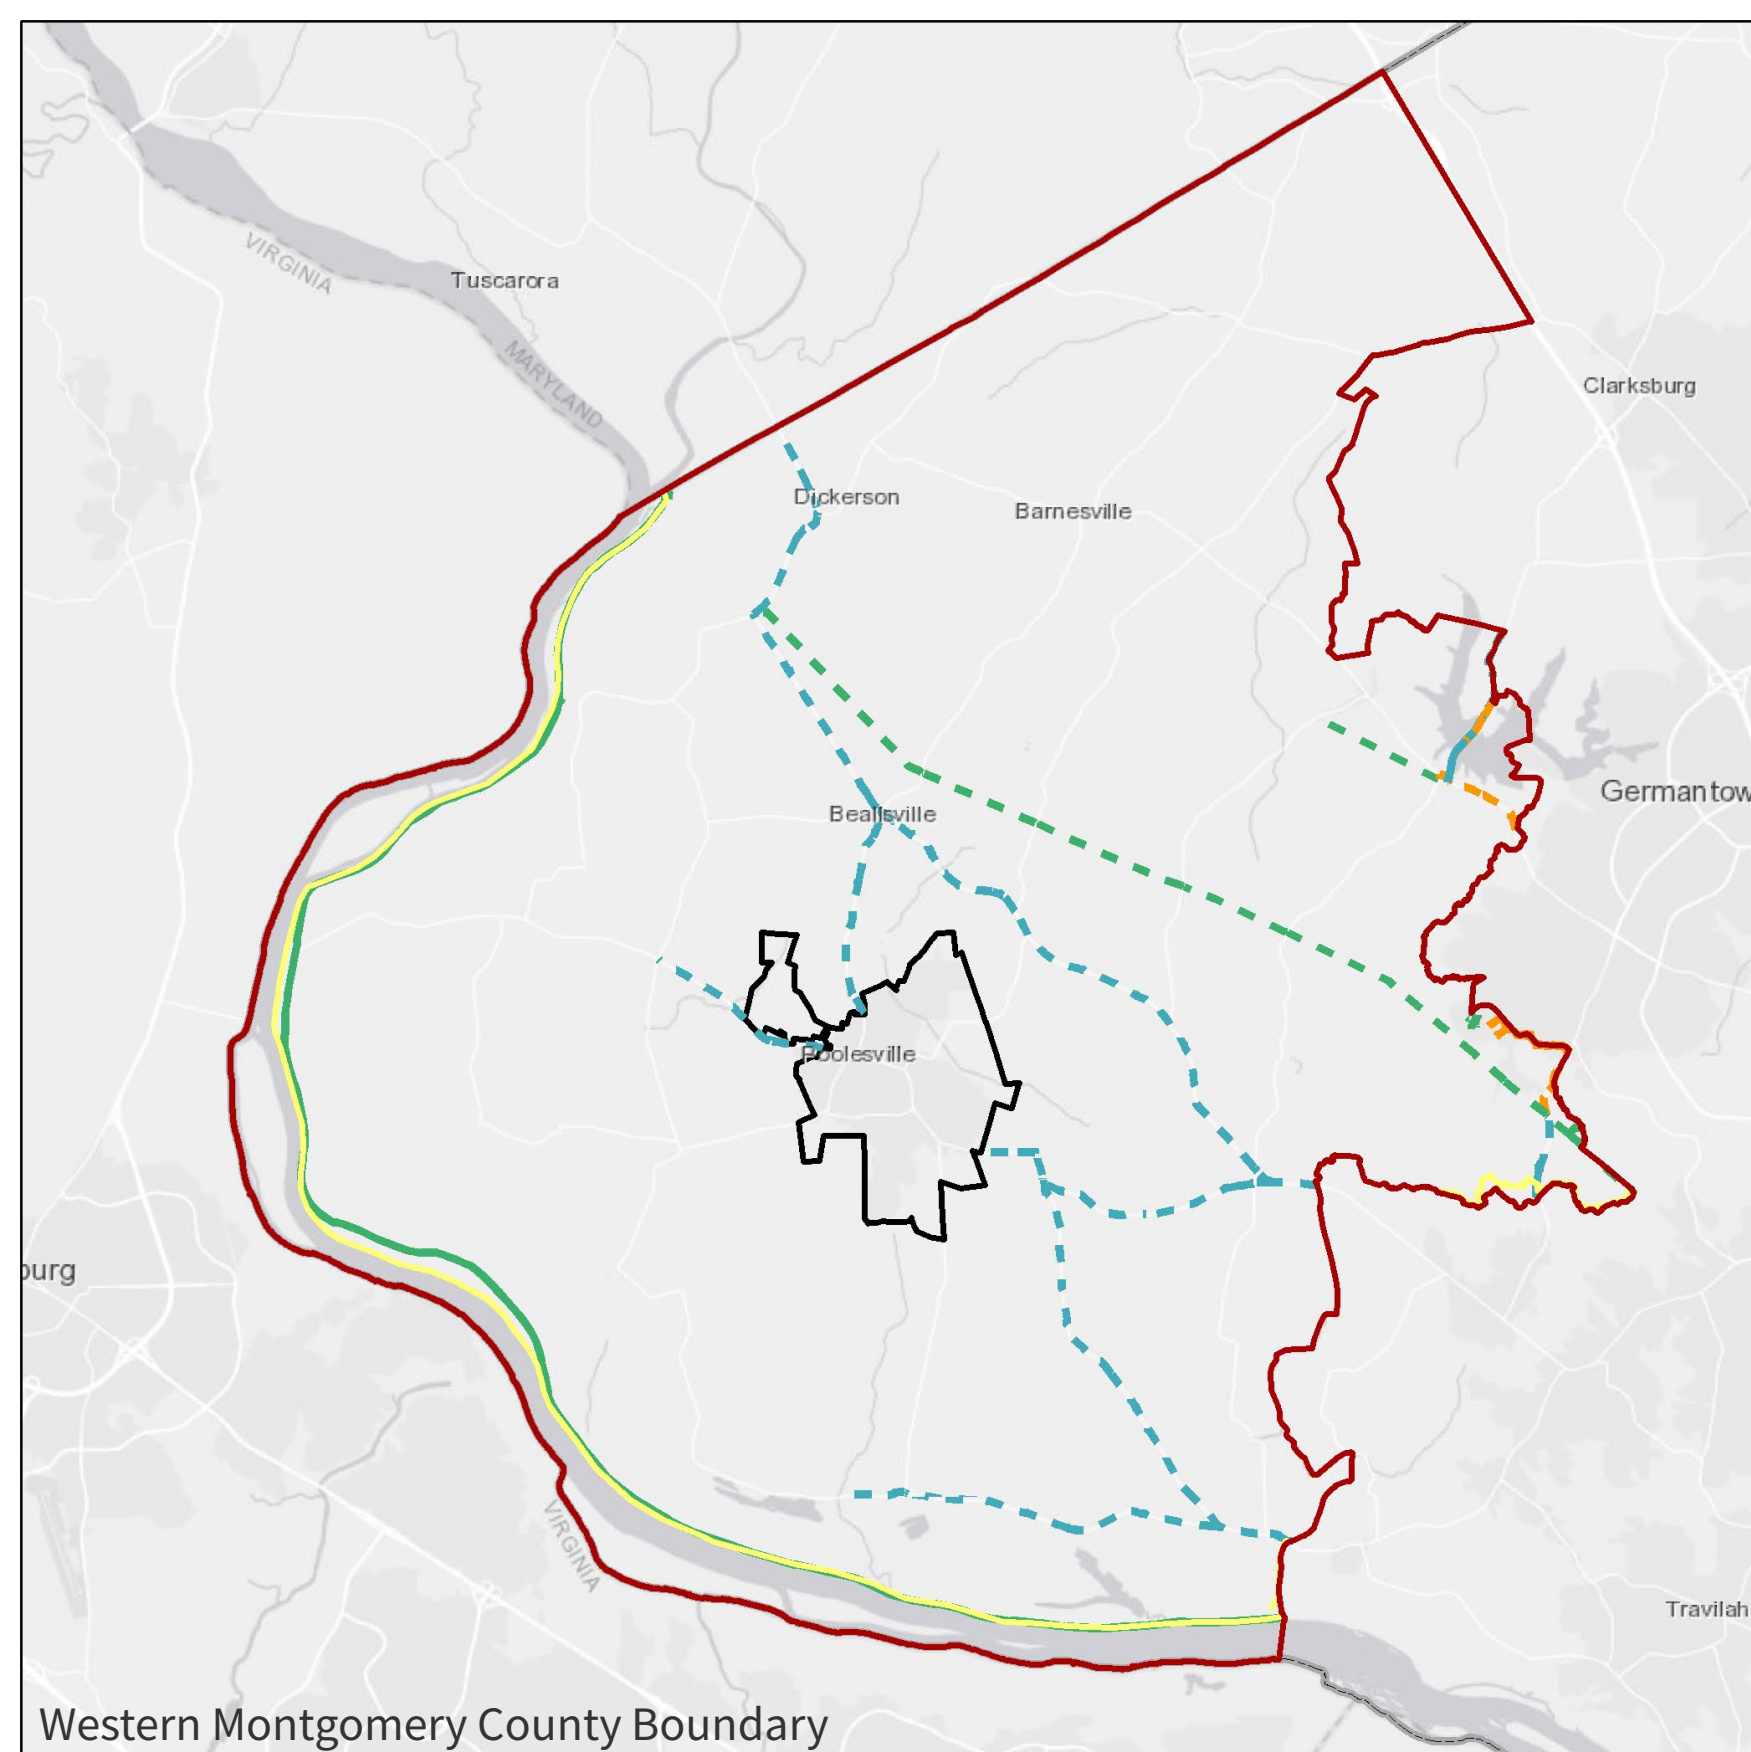 VIRGINIA
Tuscarora
MARYLAND
Clarksburg
Dickerson
Barnesville
Germantow
Beallsville
Poolesville
burg
VIRGINIA
Travilah
Western Montgomery County Boundary